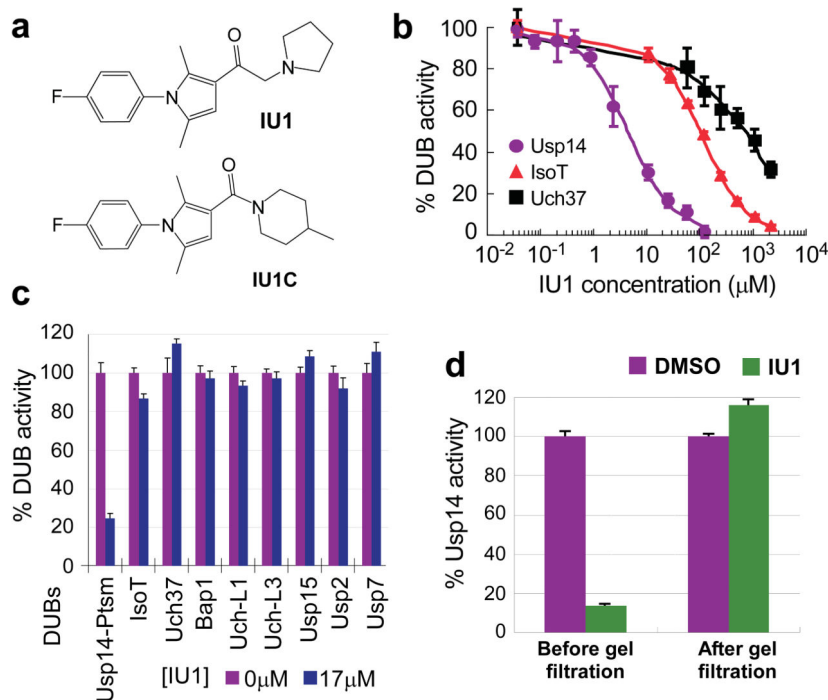 a
O
N
F
N
IU1
O
N
F
N
IU1C
b
% DUB activity
100
80
60
40
20
0
Usp14
IsoT
Uch37
10⁻² 10⁻¹ 1 10 10² 10³ 10⁴
IU1 concentration (μM)
c
% DUB activity
120
100
80
60
40
20
0
DUBs
Usp14-Ptsm
IsoT
Uch37
Bap1
Uch-L1
Uch-L3
Usp15
Usp2
Usp7
[IU1] 0μM 17μM
d
DMSO IU1
% Usp14 activity
120
100
80
60
40
20
0
Before gel filtration
After gel filtration